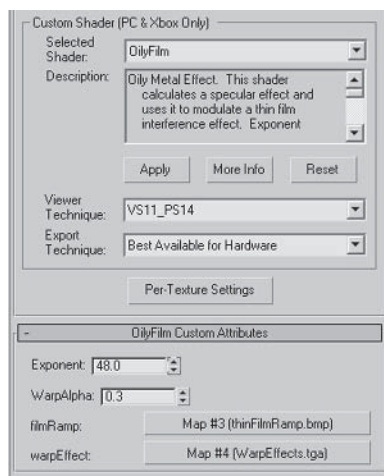 Custom Shader (PC & Xbox Only)
Selected Shader: OilyFilm
Description: Oily Metal Effect. This shader
calculates a specular effect and
uses it to modulate a thin film
interference effect. Exponent
Apply More Info Reset
Viewer Technique: VS11_PS14
Export Technique: Best Available for Hardware
Per-Texture Settings
- OilyFilm Custom Attributes
Exponent: 48.0
WarpAlpha: 0.3
filmRamp: Map #3 (thinFilmRamp.bmp)
warpEffect: Map #4 (WarpEffects.tga)